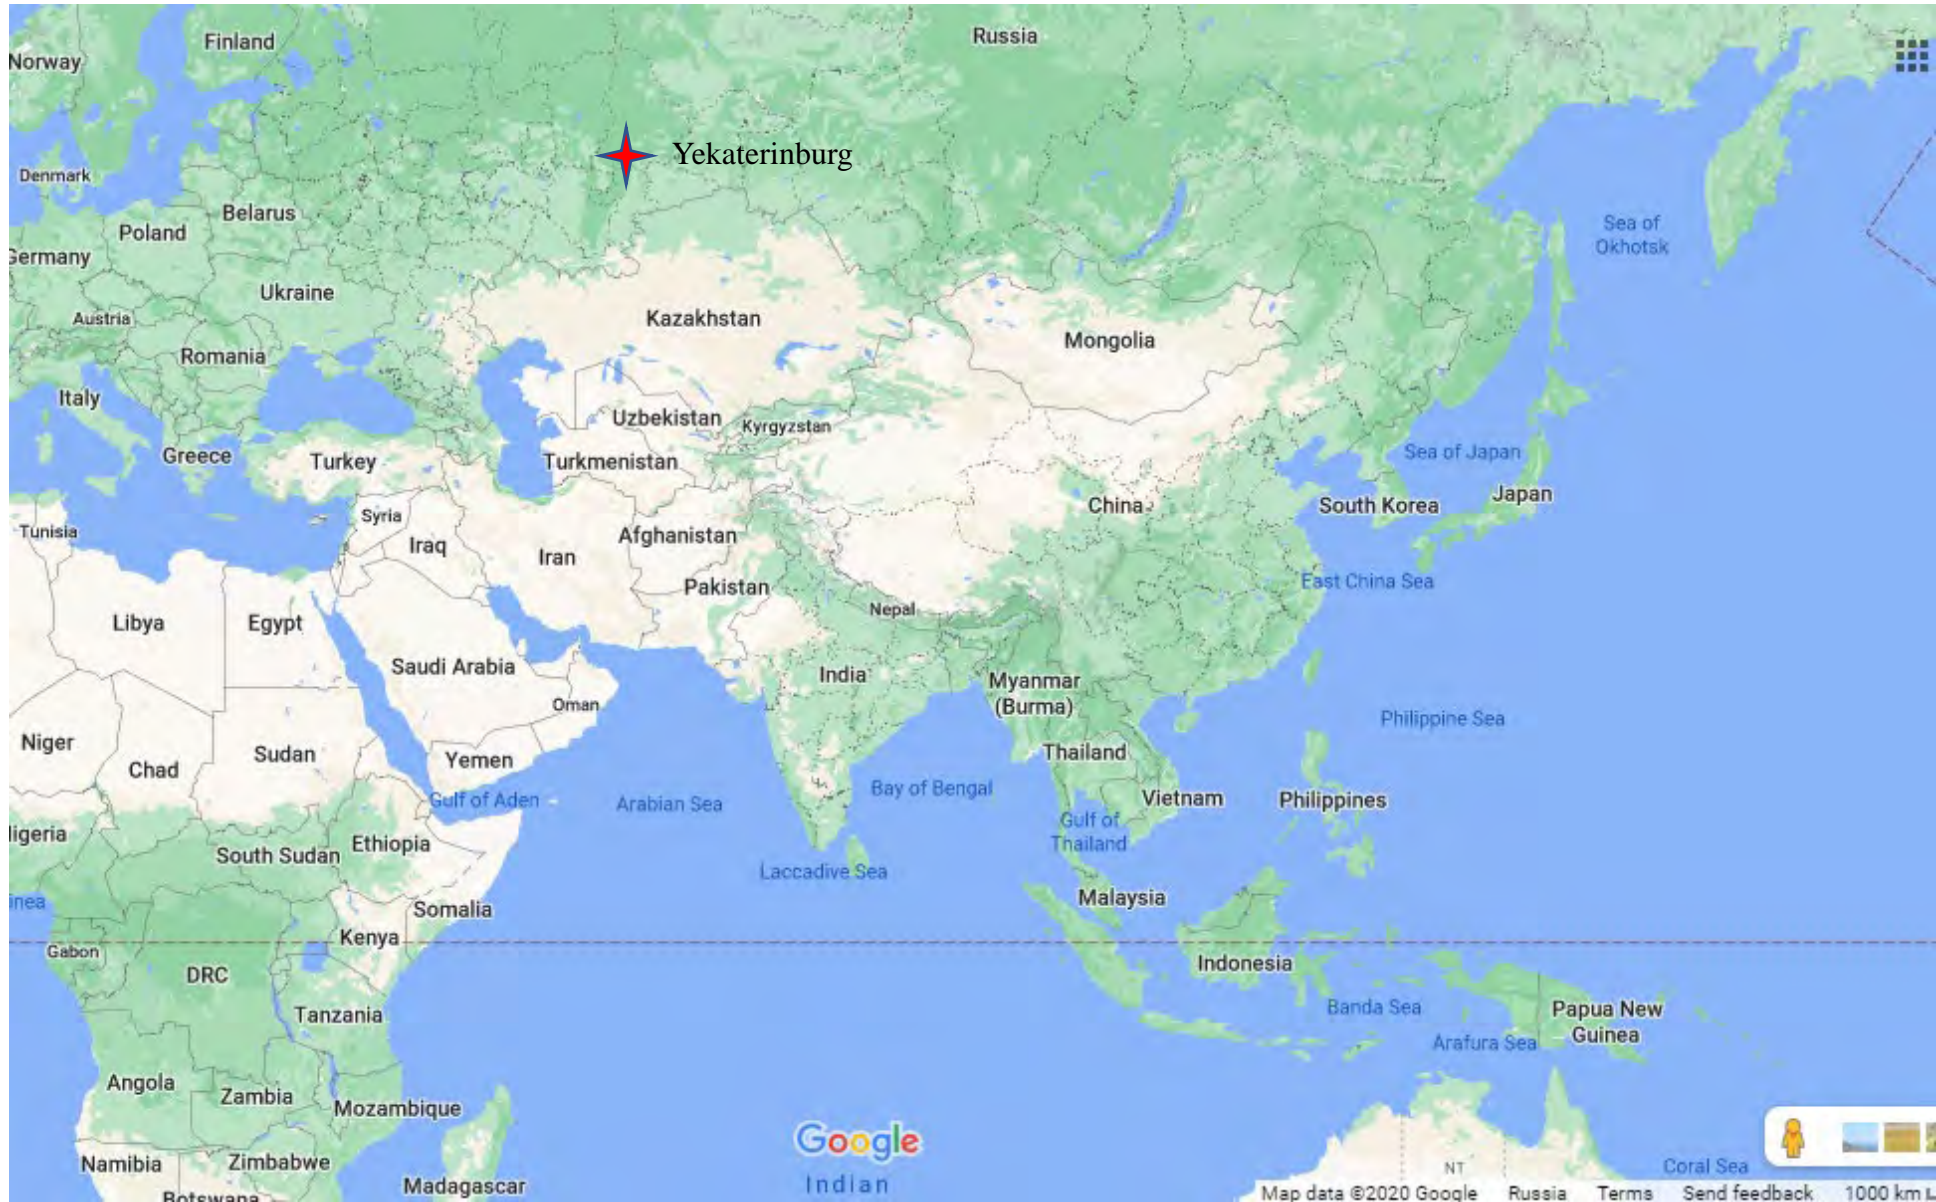 Finland
Russia
Norway
Yekaterinburg
Denmark
Belarus
Poland
Sea of
Okhotsk
Germany
Ukraine
Austria
Kazakhstan
Mongolia
Romania
Italy
Uzbekistan
Kyrgyzstan
Greece
Turkey
Turkmenistan
Sea of Japan
Japan
China
South Korea
Syria
Tunisia
Iraq
Afghanistan
Iran
Pakistan
East China Sea
Nepal
Libya
Egypt
Saudi Arabia
India
Myanmar
(Burma)
Oman
Philippine Sea
Niger
Sudan
Yemen
Thailand
Chad
Gulf of Aden
Arabian Sea
Bay of Bengal
Vietnam
Philippines
Gulf of
Thailand
ligeria
Ethiopia
South Sudan
Laccadive Sea
Malaysia
inea
Somalia
Kenya
Gabon
Indonesia
DRC
Banda Sea
Papua New
Guinea
Tanzania
Arafura Sea
Angola
Zambia
Mozambique
Google
Namibia
Zimbabwe
NT
Coral Sea
Madagascar
Indian
Botswana
Map data ©2020 Google Russia Terms Send feedback 1000 km